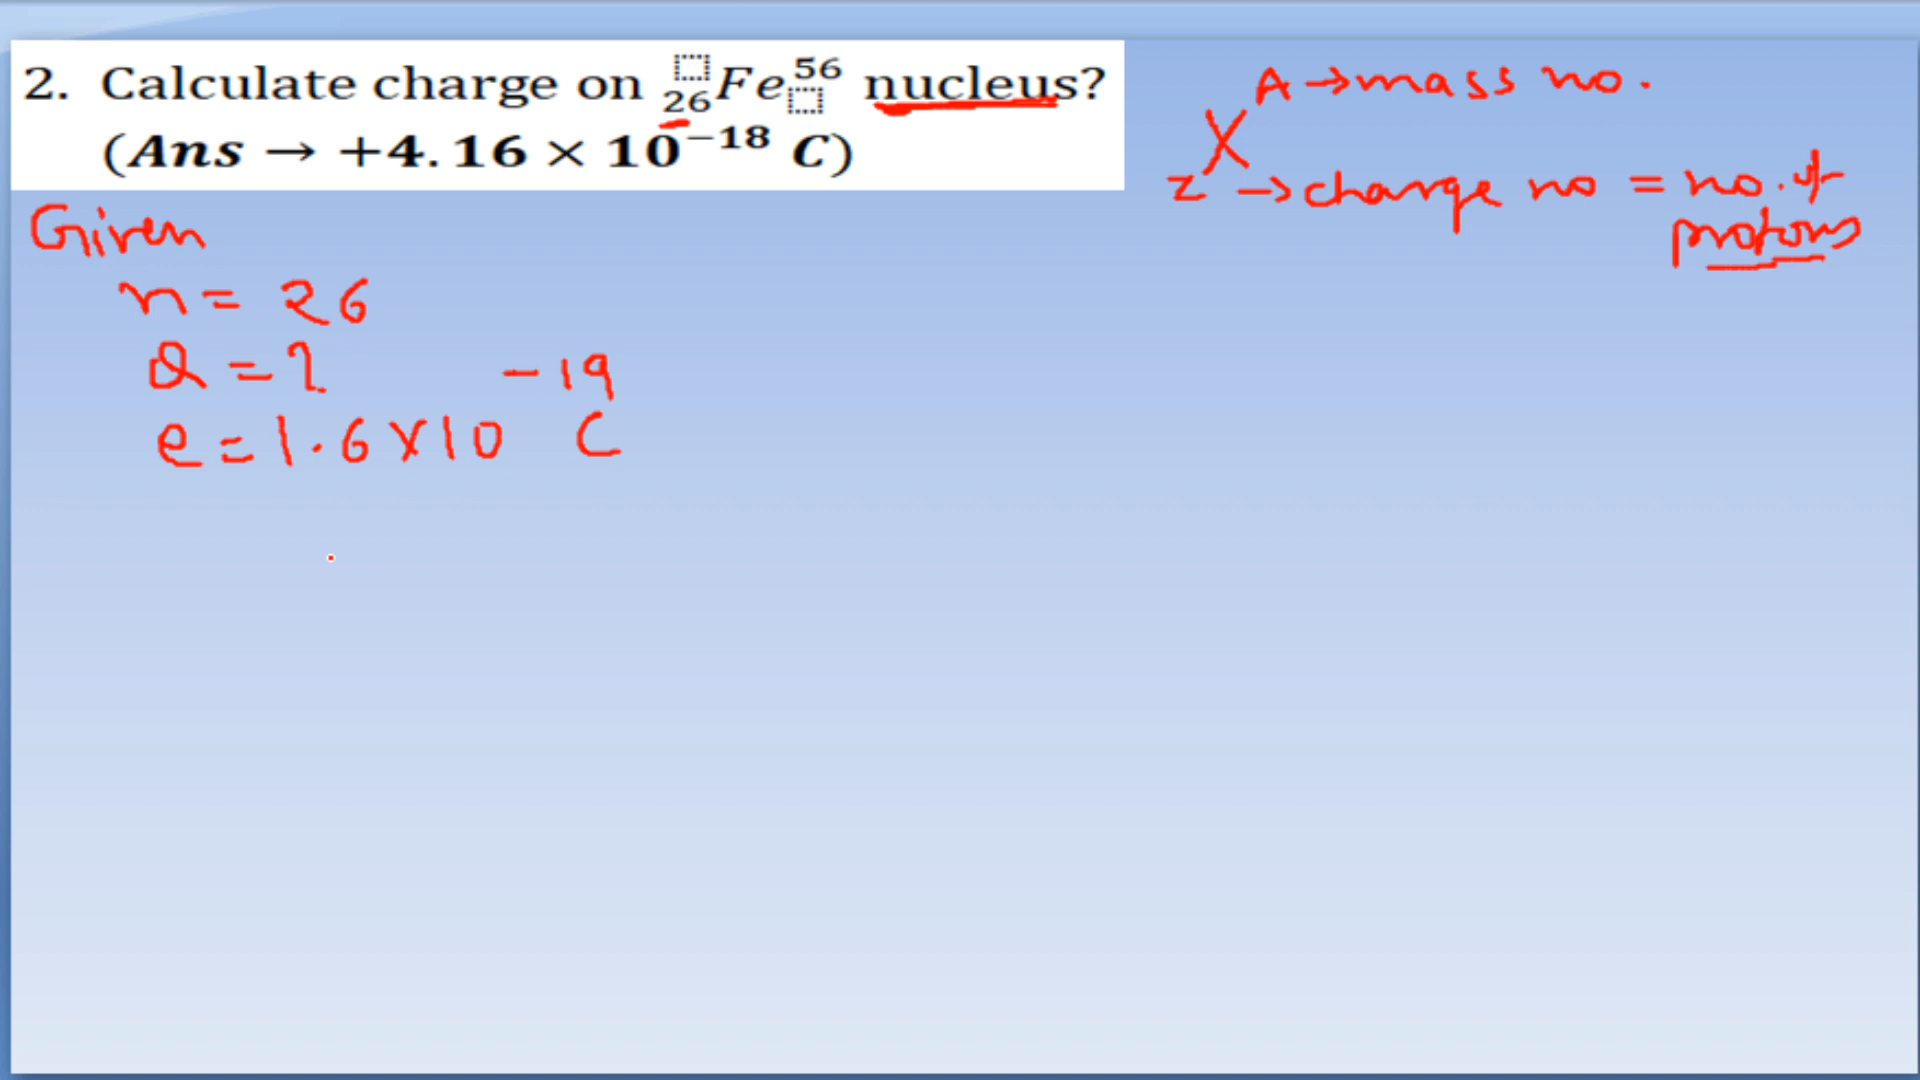 2. Calculate charge on ₂₆Fe⁵⁶ nucleus?
(Ans → +4.16 × 10⁻¹⁸ C)
A → mass no.
X
Z → charge no = no. of
protons
Given
n = 26
Q = ?
e = 1.6 X 10⁻¹⁹ C